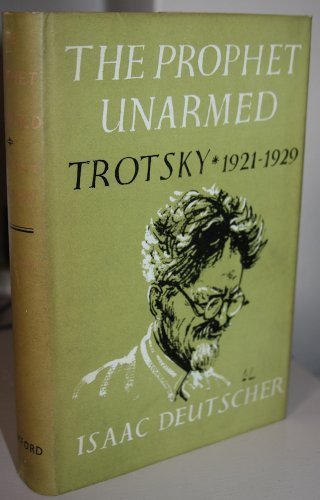 THE PROPHET
UNARMED
TROTSKY * 1921-1929
ISAAC DEUTSCHER